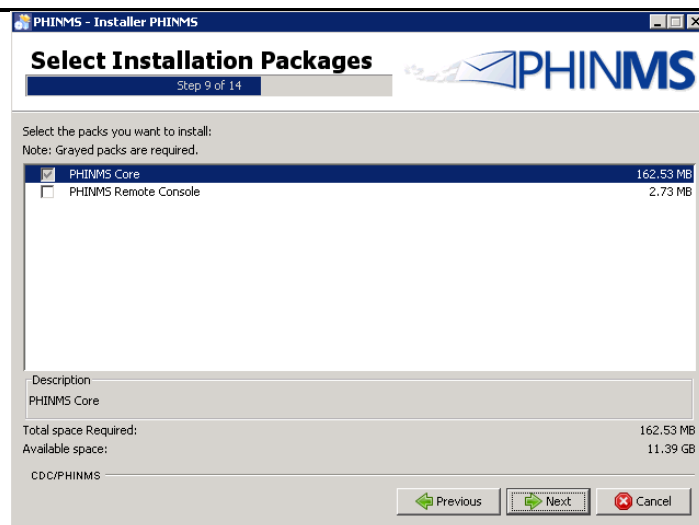 PHINMS - Installer PHINMS
Select Installation Packages
Step 9 of 14
PHINMS
Select the packs you want to install:
Note: Grayed packs are required.
PHINMS Core 162.53 MB
PHINMS Remote Console 2.73 MB
Description
PHINMS Core
Total space Required: 162.53 MB
Available space: 11.39 GB
CDC/PHINMS
Previous Next Cancel